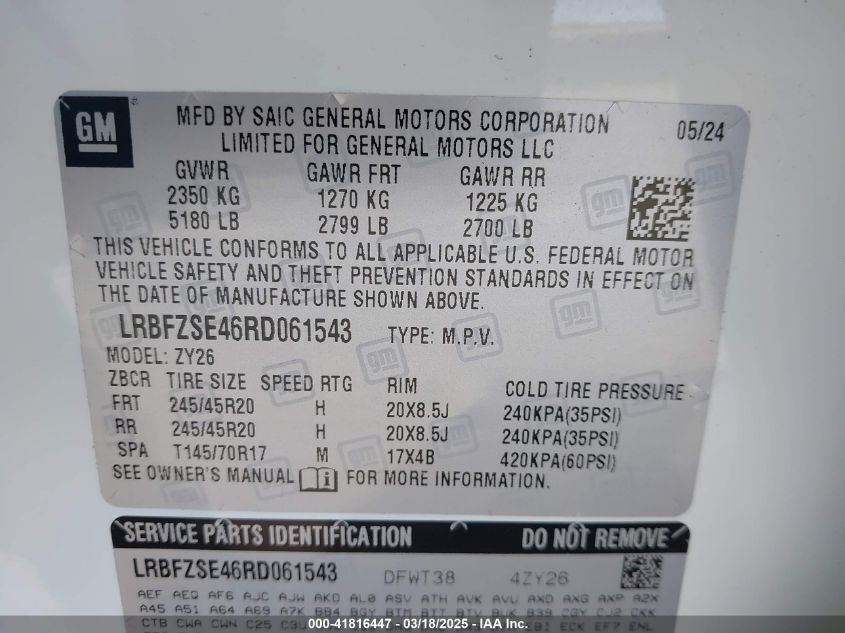 GM
MFD BY SAIC GENERAL MOTORS CORPORATION 05/24
LIMITED FOR GENERAL MOTORS LLC
GVWR GAWR FRT GAWR RR
2350 KG 1270 KG 1225 KG
5180 LB 2799 LB 2700 LB
THIS VEHICLE CONFORMS TO ALL APPLICABLE U.S. FEDERAL MOTOR
VEHICLE SAFETY AND THEFT PREVENTION STANDARDS IN EFFECT ON
THE DATE OF MANUFACTURE SHOWN ABOVE.
LRBFZSE46RD061543 TYPE: M.P.V.
MODEL: ZY26
ZBCR TIRE SIZE SPEED RTG RIM COLD TIRE PRESSURE
FRT 245/45R20 H 20X8.5J 240KPA(35PSI)
RR 245/45R20 H 20X8.5J 240KPA(35PSI)
SPA T145/70R17 M 17X4B 420KPA(60PSI)
SEE OWNER'S MANUAL FOR MORE INFORMATION.
SERVICE PARTS IDENTIFICATION DO NOT REMOVE
LRBFZSE46RD061543 DFWT38 4ZY26
AEF AEQ AF6 AJC AJW AKO AL0 ASV ATH AVK AVU AXD AXG AXP A2X
A45 A51 A64 A69 A7K BB4 BGY BTM BTT BTV BUK B39 CGY CJ2 CKK
CTB CWA CWN C25 ECK EF7 ENL
000-41816447 - 03/18/2025 - IAA Inc.